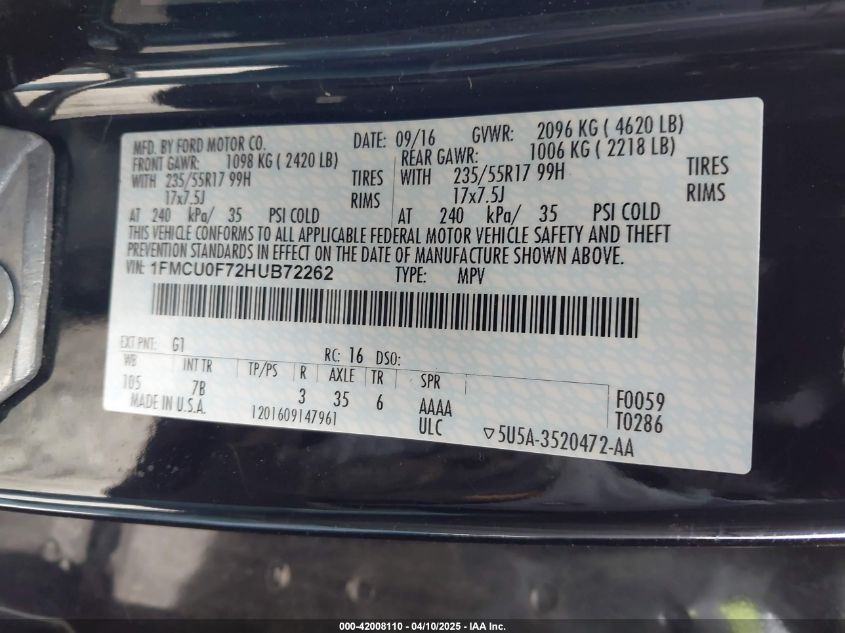 MFD. BY FORD MOTOR CO. DATE: 09/16 GVWR: 2096 KG ( 4620 LB)
FRONT GAWR: 1098 KG ( 2420 LB) REAR GAWR: 1006 KG ( 2218 LB)
WITH 235/55R17 99H TIRES WITH 235/55R17 99H TIRES
17x7.5J RIMS 17x7.5J RIMS
AT 240 kPa/ 35 PSI COLD AT 240 kPa/ 35 PSI COLD
THIS VEHICLE CONFORMS TO ALL APPLICABLE FEDERAL MOTOR VEHICLE SAFETY AND THEFT
PREVENTION STANDARDS IN EFFECT ON THE DATE OF MANUFACTURE SHOWN ABOVE.
VIN: 1FMCU0F72HUB72262 TYPE: MPV
EXT PNT: G1 RC: 16 DSO:
WB INT TR TP/PS R AXLE TR SPR
105 7B 3 35 6 AAAA F0059
MADE IN U.S.A. 1201609147961 ULC T0286
▽5U5A-3520472-AA
000-42008110 - 04/10/2025 - IAA Inc.